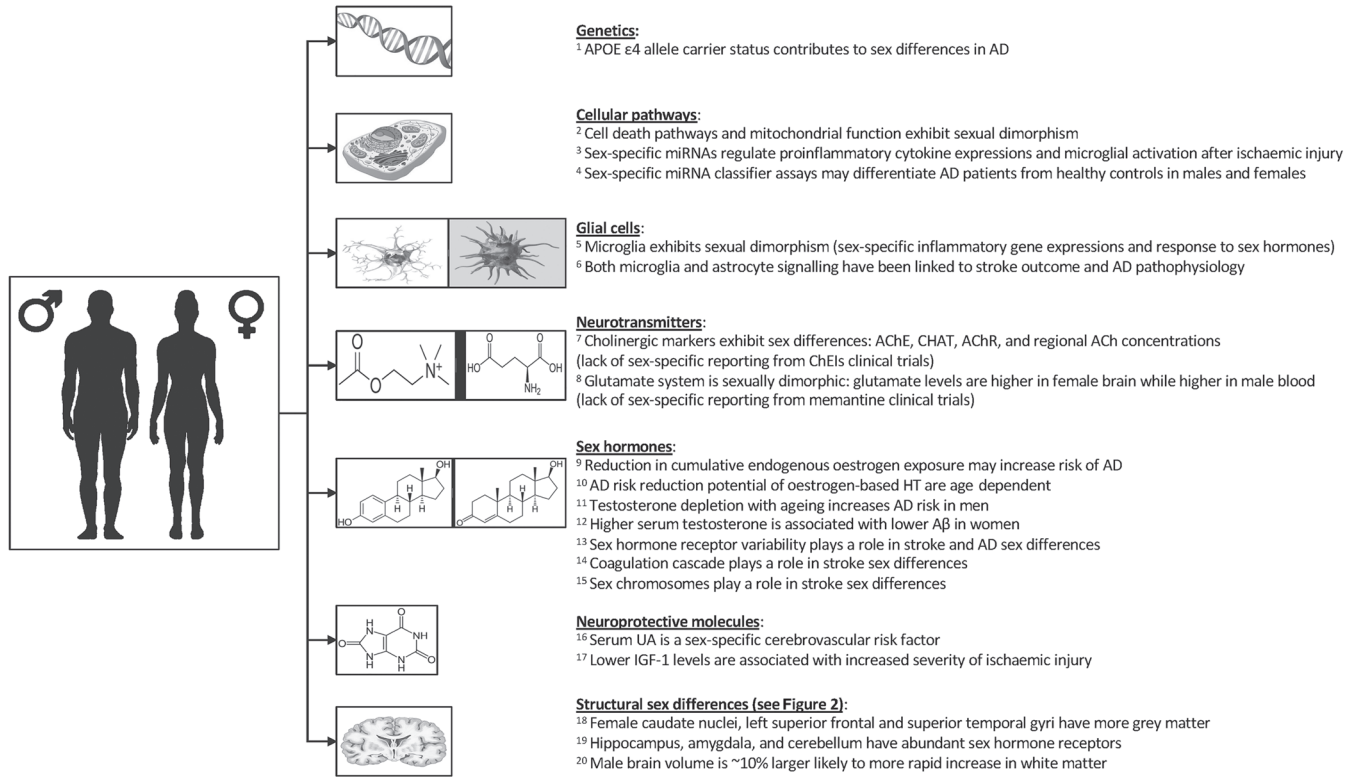 Genetics:
1 APOE ε4 allele carrier status contributes to sex differences in AD
Cellular pathways:
2 Cell death pathways and mitochondrial function exhibit sexual dimorphism
3 Sex-specific miRNAs regulate proinflammatory cytokine expressions and microglial activation after ischaemic injury
4 Sex-specific miRNA classifier assays may differentiate AD patients from healthy controls in males and females
Glial cells:
5 Microglia exhibits sexual dimorphism (sex-specific inflammatory gene expressions and response to sex hormones)
6 Both microglia and astrocyte signalling have been linked to stroke outcome and AD pathophysiology
♂ ♀
Neurotransmitters:
7 Cholinergic markers exhibit sex differences: AChE, CHAT, AChR, and regional ACh concentrations
(lack of sex-specific reporting from ChEIs clinical trials)
8 Glutamate system is sexually dimorphic: glutamate levels are higher in female brain while higher in male blood
(lack of sex-specific reporting from memantine clinical trials)
O
O
N+
O
O
HO
OH
NH2
Sex hormones:
9 Reduction in cumulative endogenous oestrogen exposure may increase risk of AD
10 AD risk reduction potential of oestrogen-based HT are age dependent
11 Testosterone depletion with ageing increases AD risk in men
12 Higher serum testosterone is associated with lower Aβ in women
13 Sex hormone receptor variability plays a role in stroke and AD sex differences
14 Coagulation cascade plays a role in stroke sex differences
15 Sex chromosomes play a role in stroke sex differences
OH
H
H
H
HO
OH
H
H
H
O
Neuroprotective molecules:
16 Serum UA is a sex-specific cerebrovascular risk factor
17 Lower IGF-1 levels are associated with increased severity of ischaemic injury
O
H
N
NH
O
N
H
N
H
O
Structural sex differences (see Figure 2):
18 Female caudate nuclei, left superior frontal and superior temporal gyri have more grey matter
19 Hippocampus, amygdala, and cerebellum have abundant sex hormone receptors
20 Male brain volume is ~10% larger likely to more rapid increase in white matter